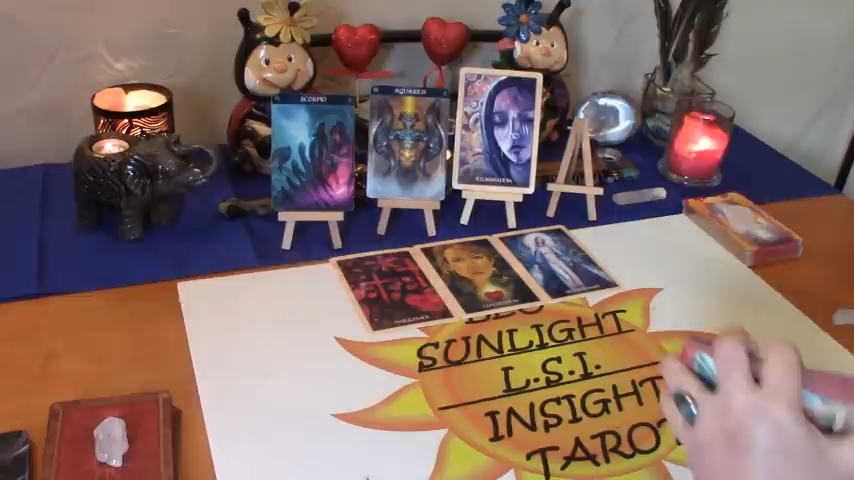 SCORPIO
AQUARIUS
ILLUMINATION
SUNLIGHT
L.S.I.
INSIGHT
TAROT